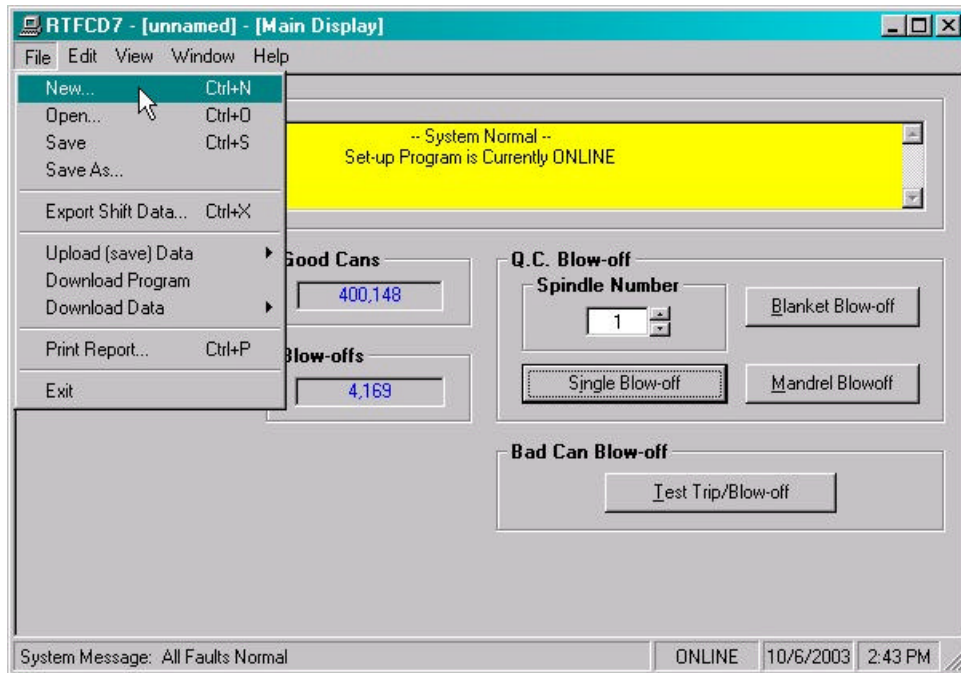 RTFCD7 - [unnamed] - [Main Display]
File Edit View Window Help
New... Ctrl+N
Open... Ctrl+O
Save Ctrl+S
Save As...
Export Shift Data... Ctrl+X
Upload (save) Data
Download Program
Download Data
Print Report... Ctrl+P
Exit
-- System Normal --
Set-up Program is Currently ONLINE
Good Cans
400,148
Blow-offs
4,169
Q.C. Blow-off
Spindle Number
1
Blanket Blow-off
Single Blow-off
Mandrel Blowoff
Bad Can Blow-off
Test Trip/Blow-off
System Message: All Faults Normal
ONLINE
10/6/2003
2:43 PM